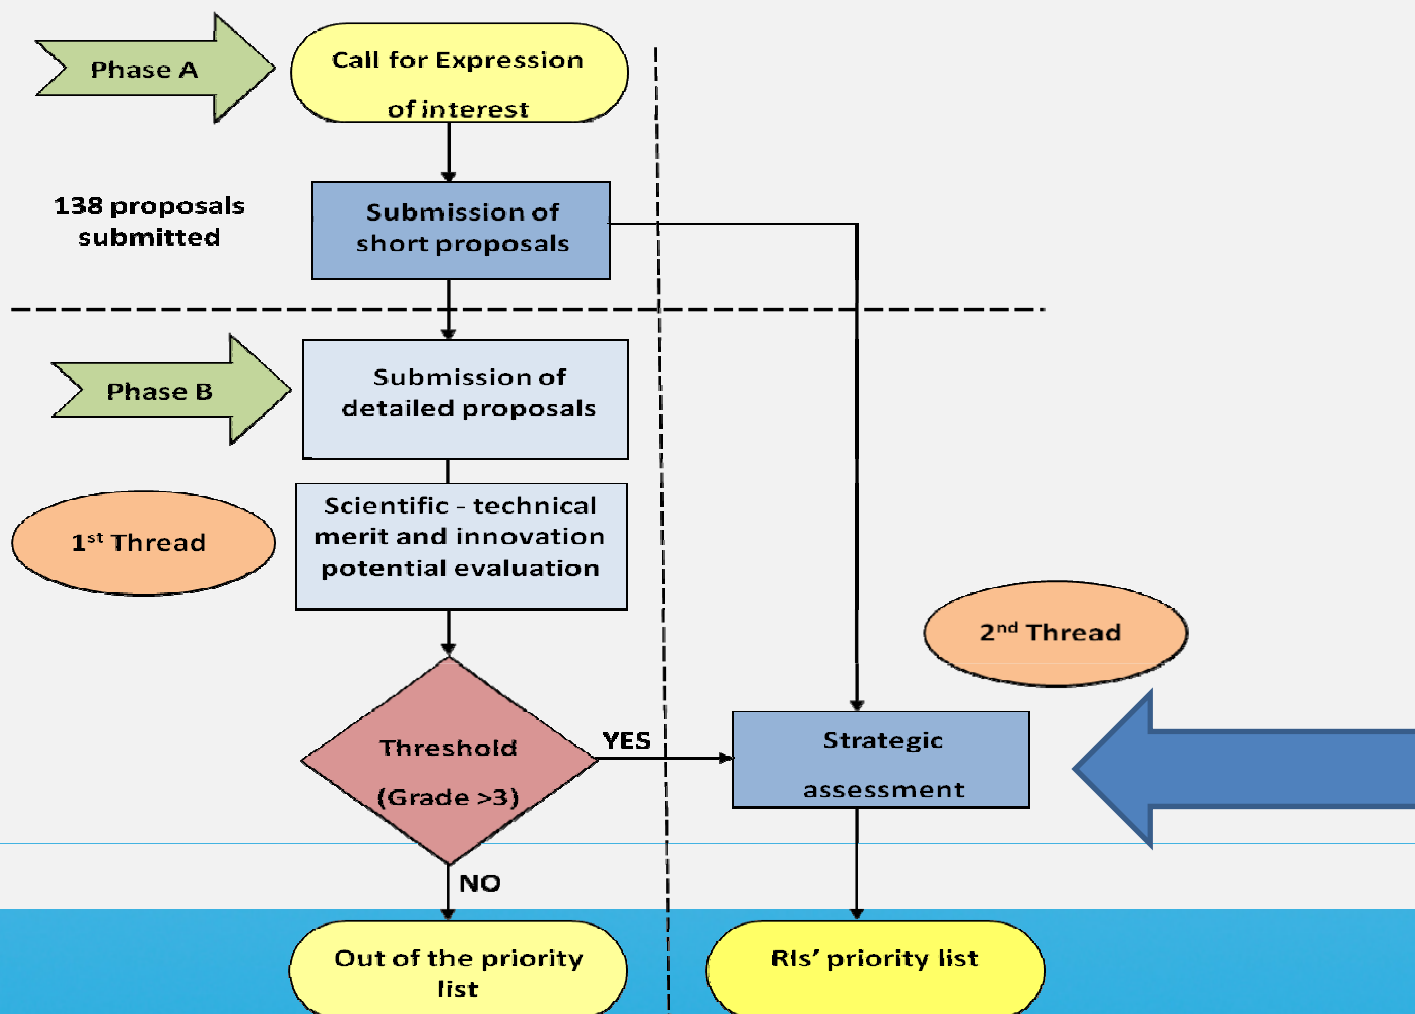 Phase A
Call for Expression
of interest
138 proposals
submitted
Submission of
short proposals
Phase B
Submission of
detailed proposals
1st Thread
Scientific - technical
merit and innovation
potential evaluation
2nd Thread
Threshold
(Grade >3)
YES
Strategic
assessment
NO
Out of the priority
list
RIs’ priority list